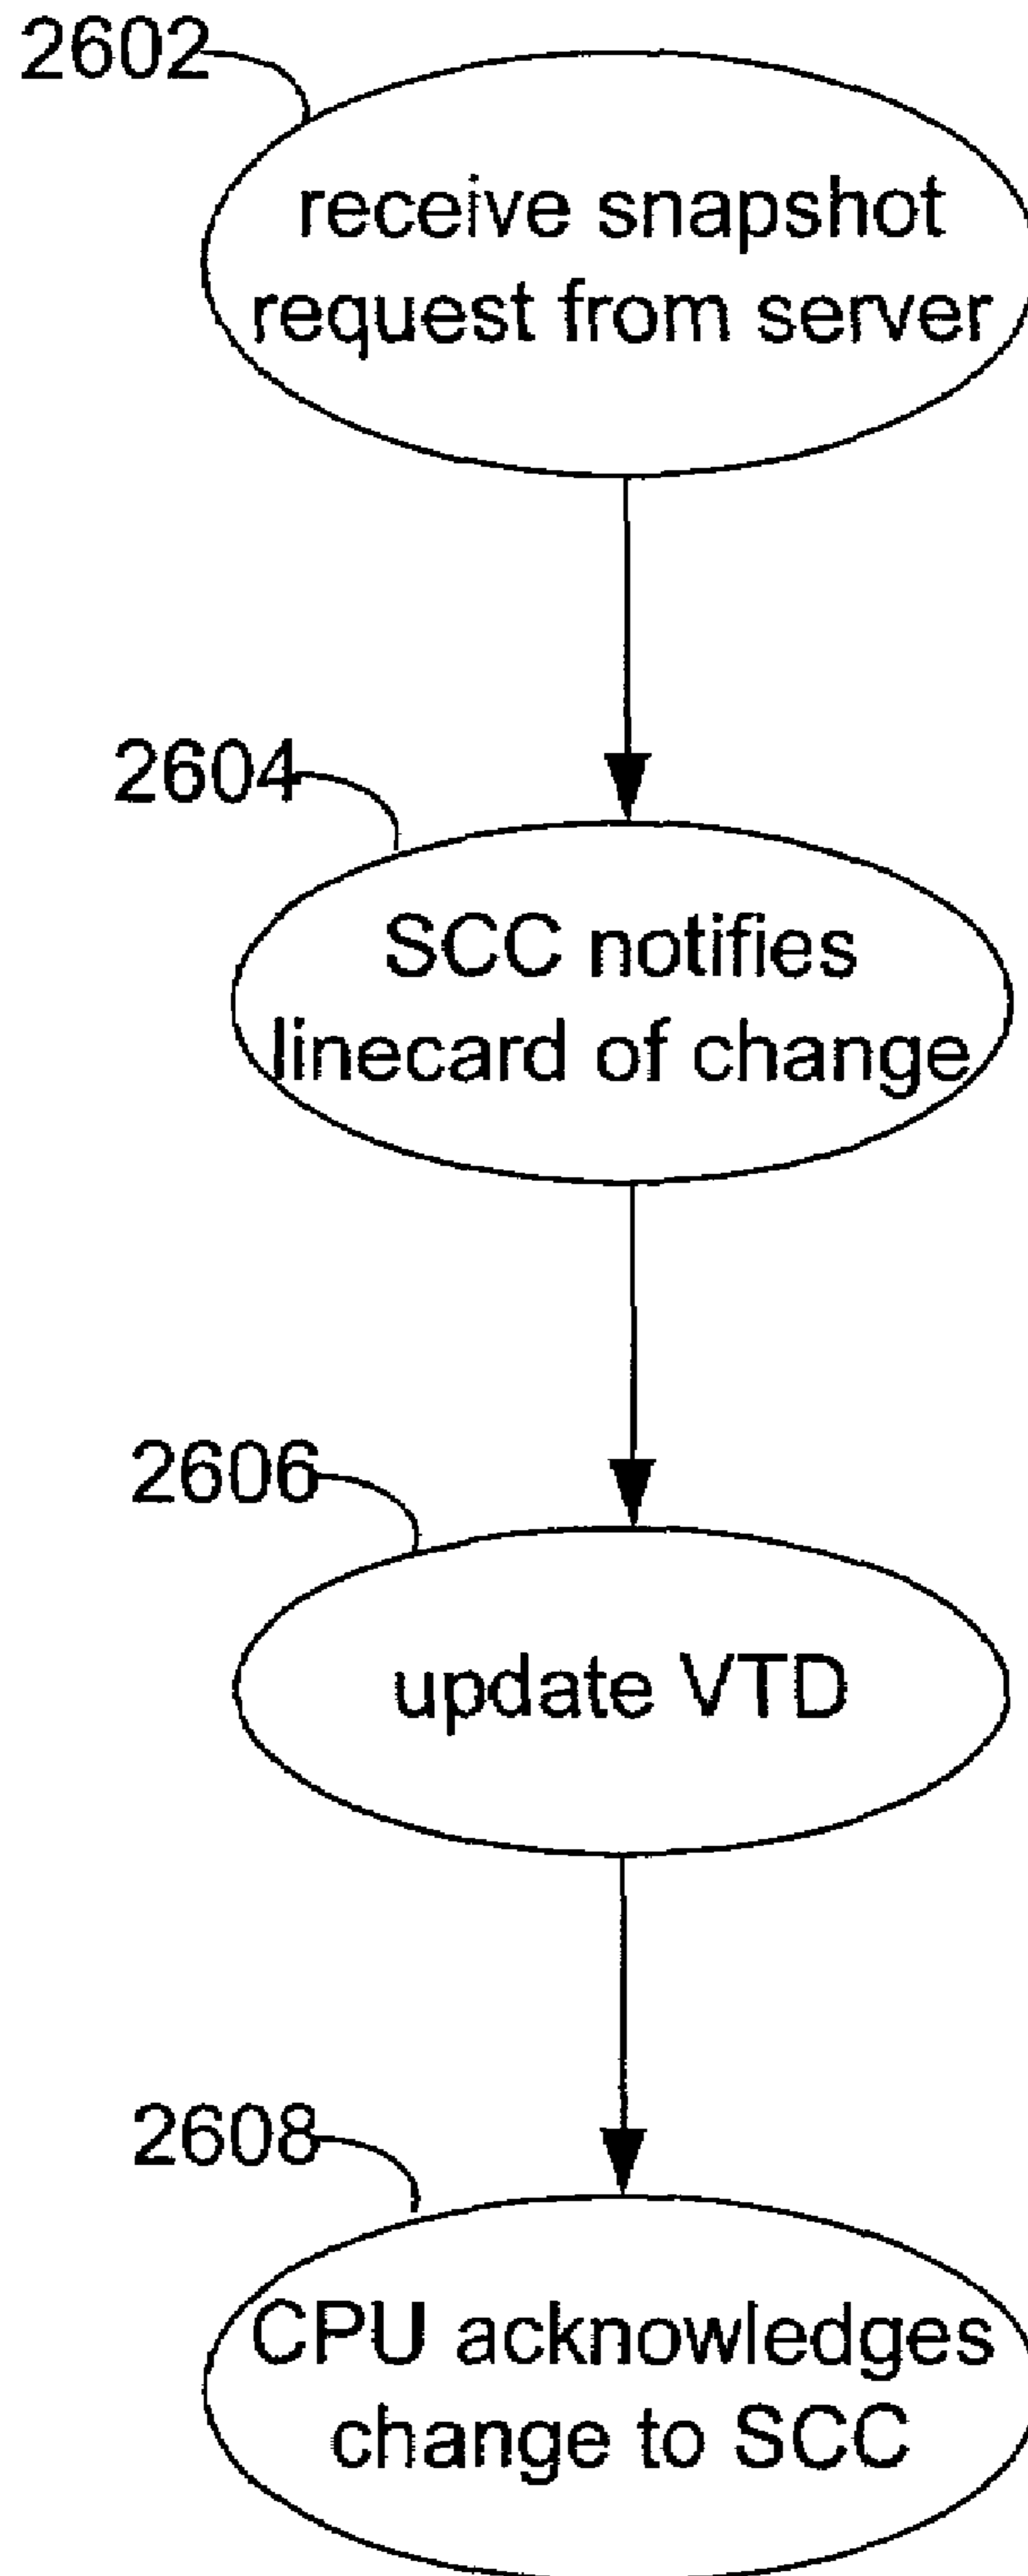 2602
receive snapshot
request from server
2604
SCC notifies
linecard of change
2606
update VTD
2608
CPU acknowledges
change to SCC